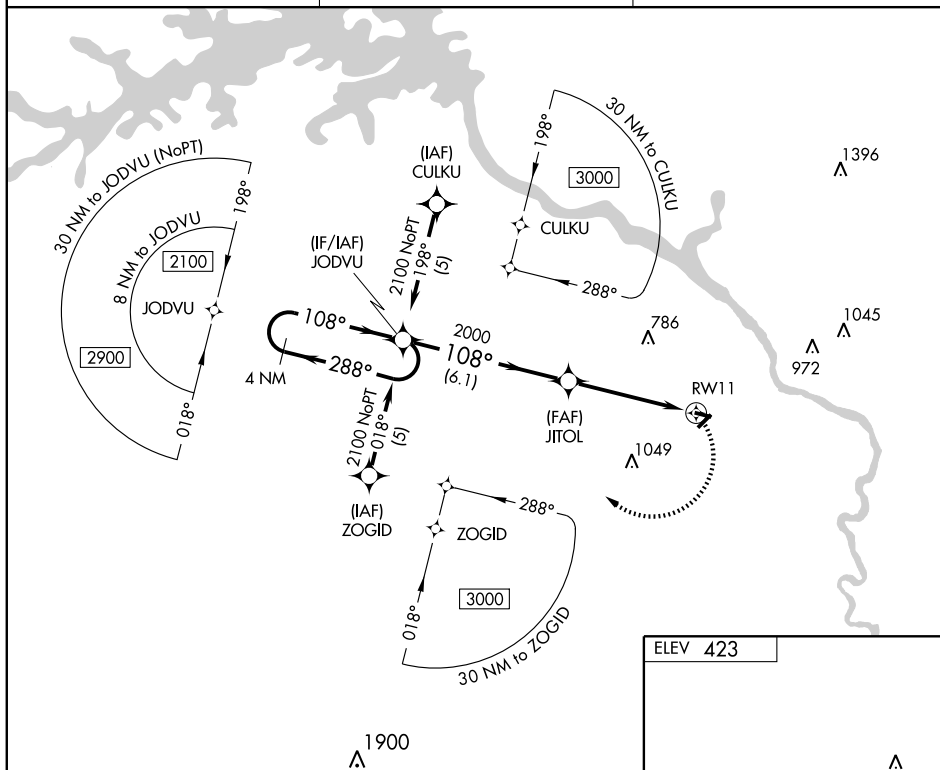 30 NM to JODVU (NoPT)
8 NM to JODVU
2100
198°
JODVU
2900
018°
(IAF)
CULKU
2100 NoPT
198°
(5)
(IF/IAF)
JODVU
198°
30 NM to CULKU
3000
CULKU
288°
1396
1045
972
786
108°
288°
4 NM
2000
108°
(6.1)
(FAF)
JITOL
RW11
1049
2100 NoPT
018°
(5)
(IAF)
ZOGID
288°
ZOGID
3000
018°
30 NM to ZOGID
1900
ELEV 423